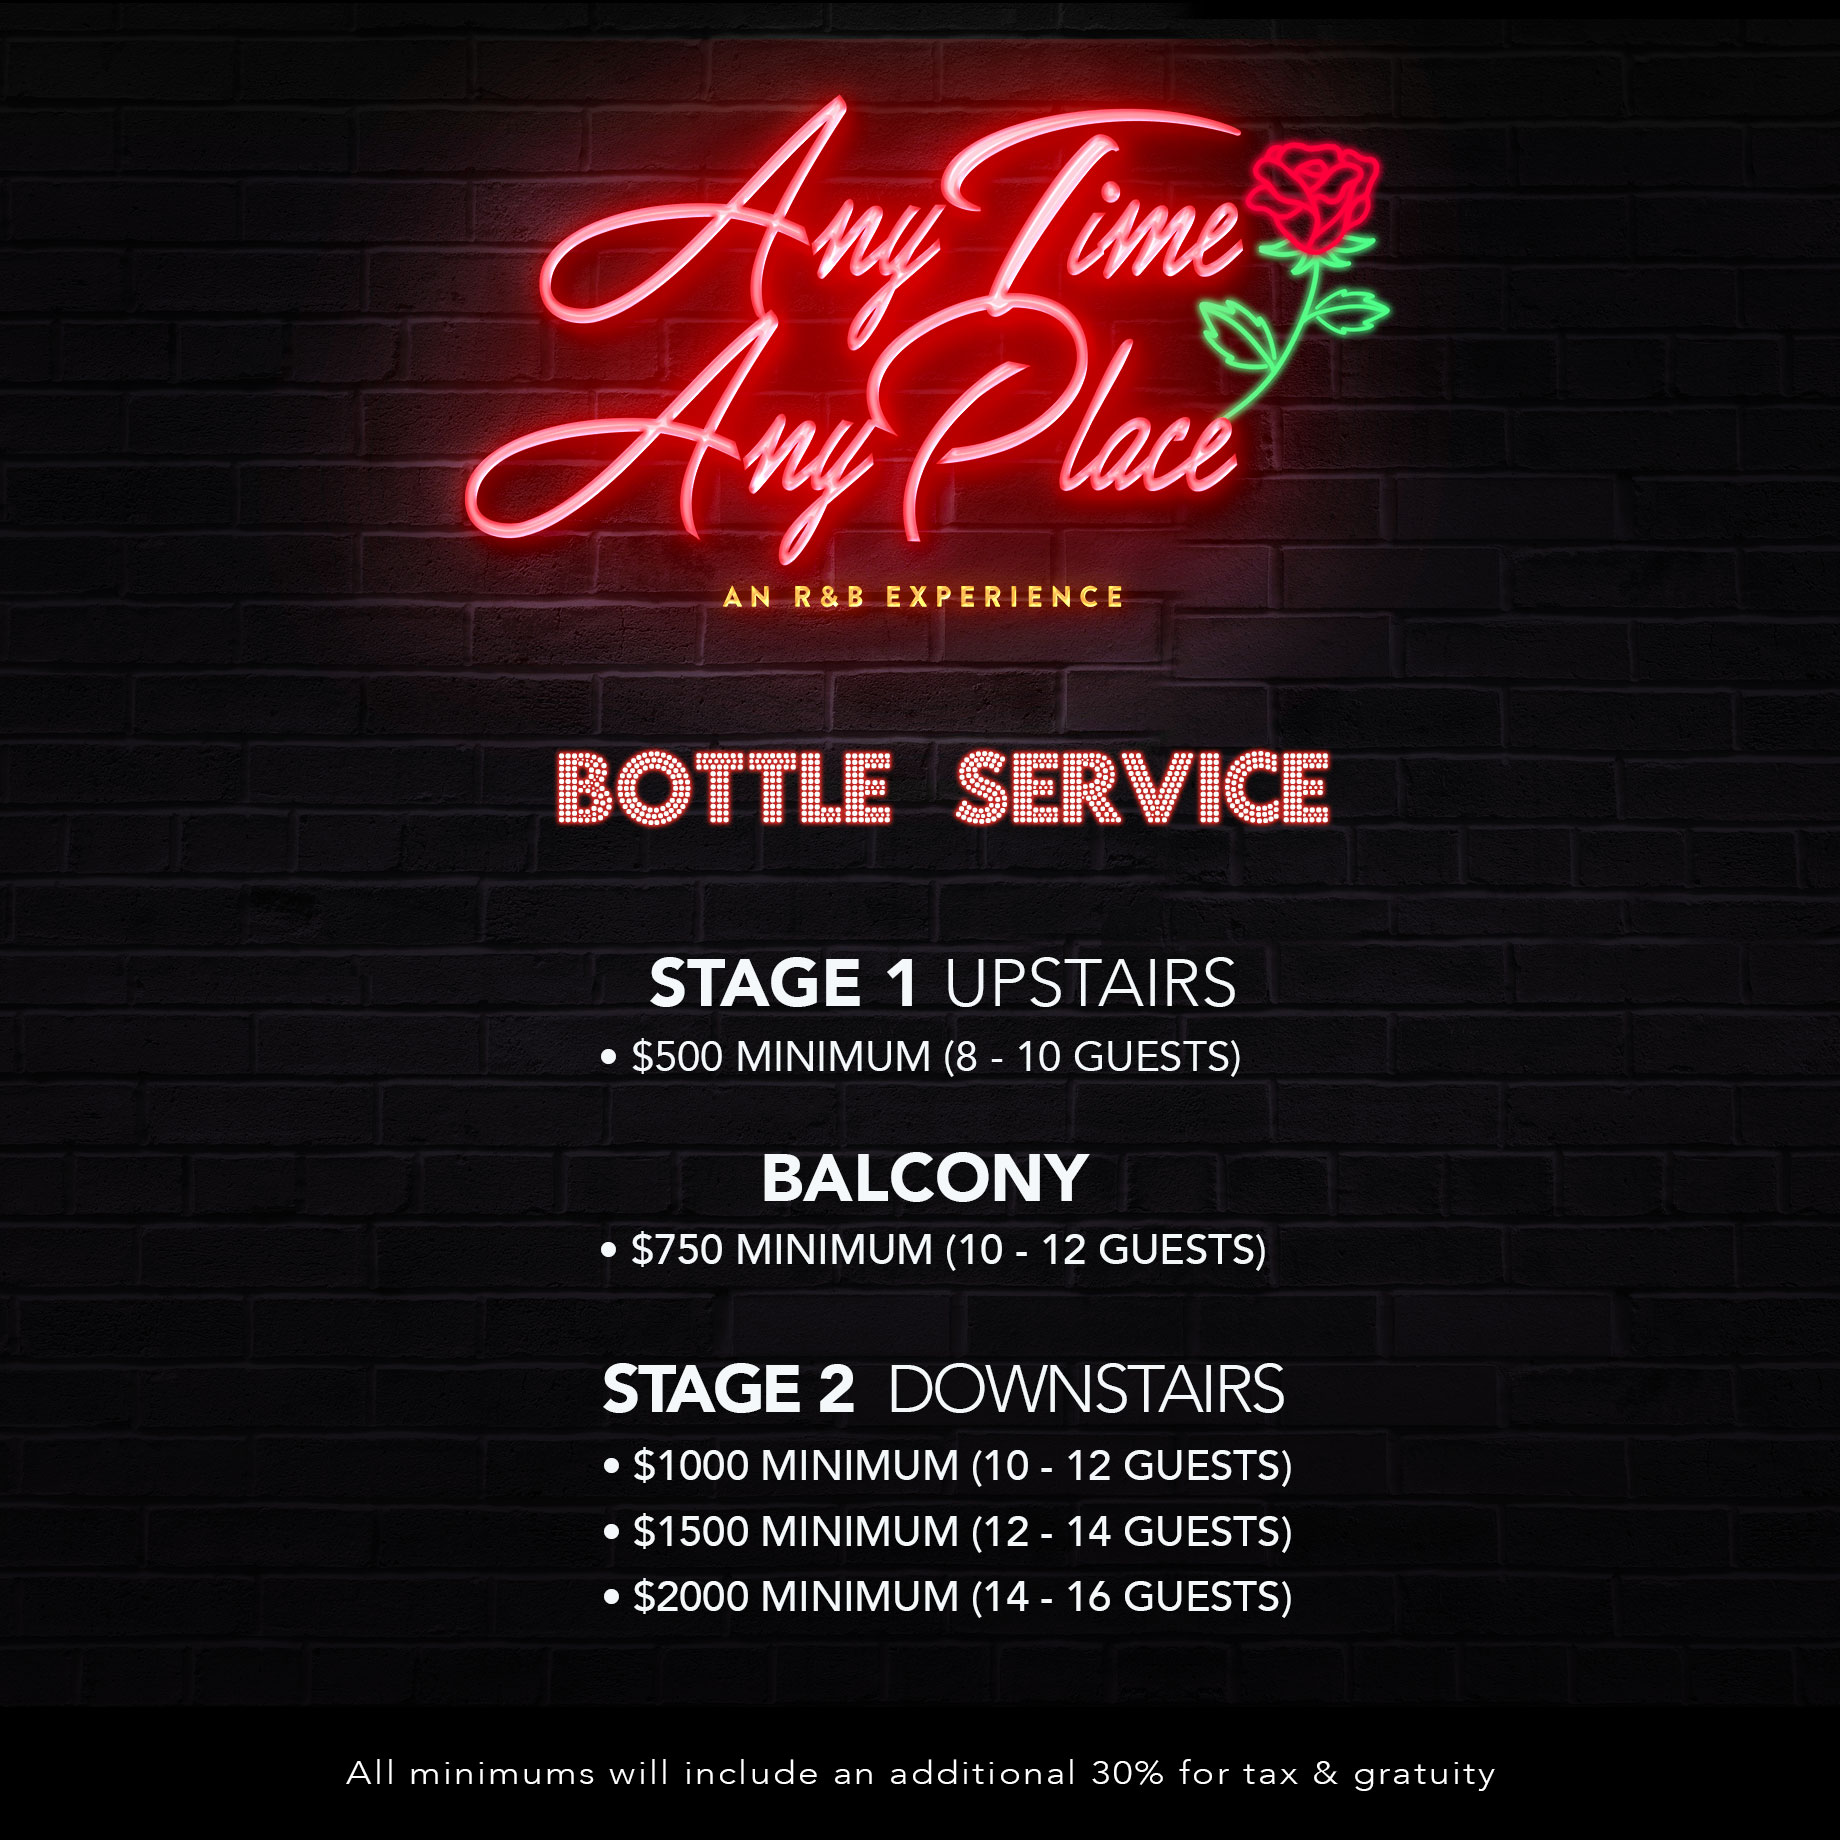 Any Time
Any Place
AN R&B EXPERIENCE
BOTTLE SERVICE
STAGE 1 UPSTAIRS
• $500 MINIMUM (8 - 10 GUESTS)
BALCONY
• $750 MINIMUM (10 - 12 GUESTS)
STAGE 2 DOWNSTAIRS
• $1000 MINIMUM (10 - 12 GUESTS)
• $1500 MINIMUM (12 - 14 GUESTS)
• $2000 MINIMUM (14 - 16 GUESTS)
All minimums will include an additional 30% for tax & gratuity